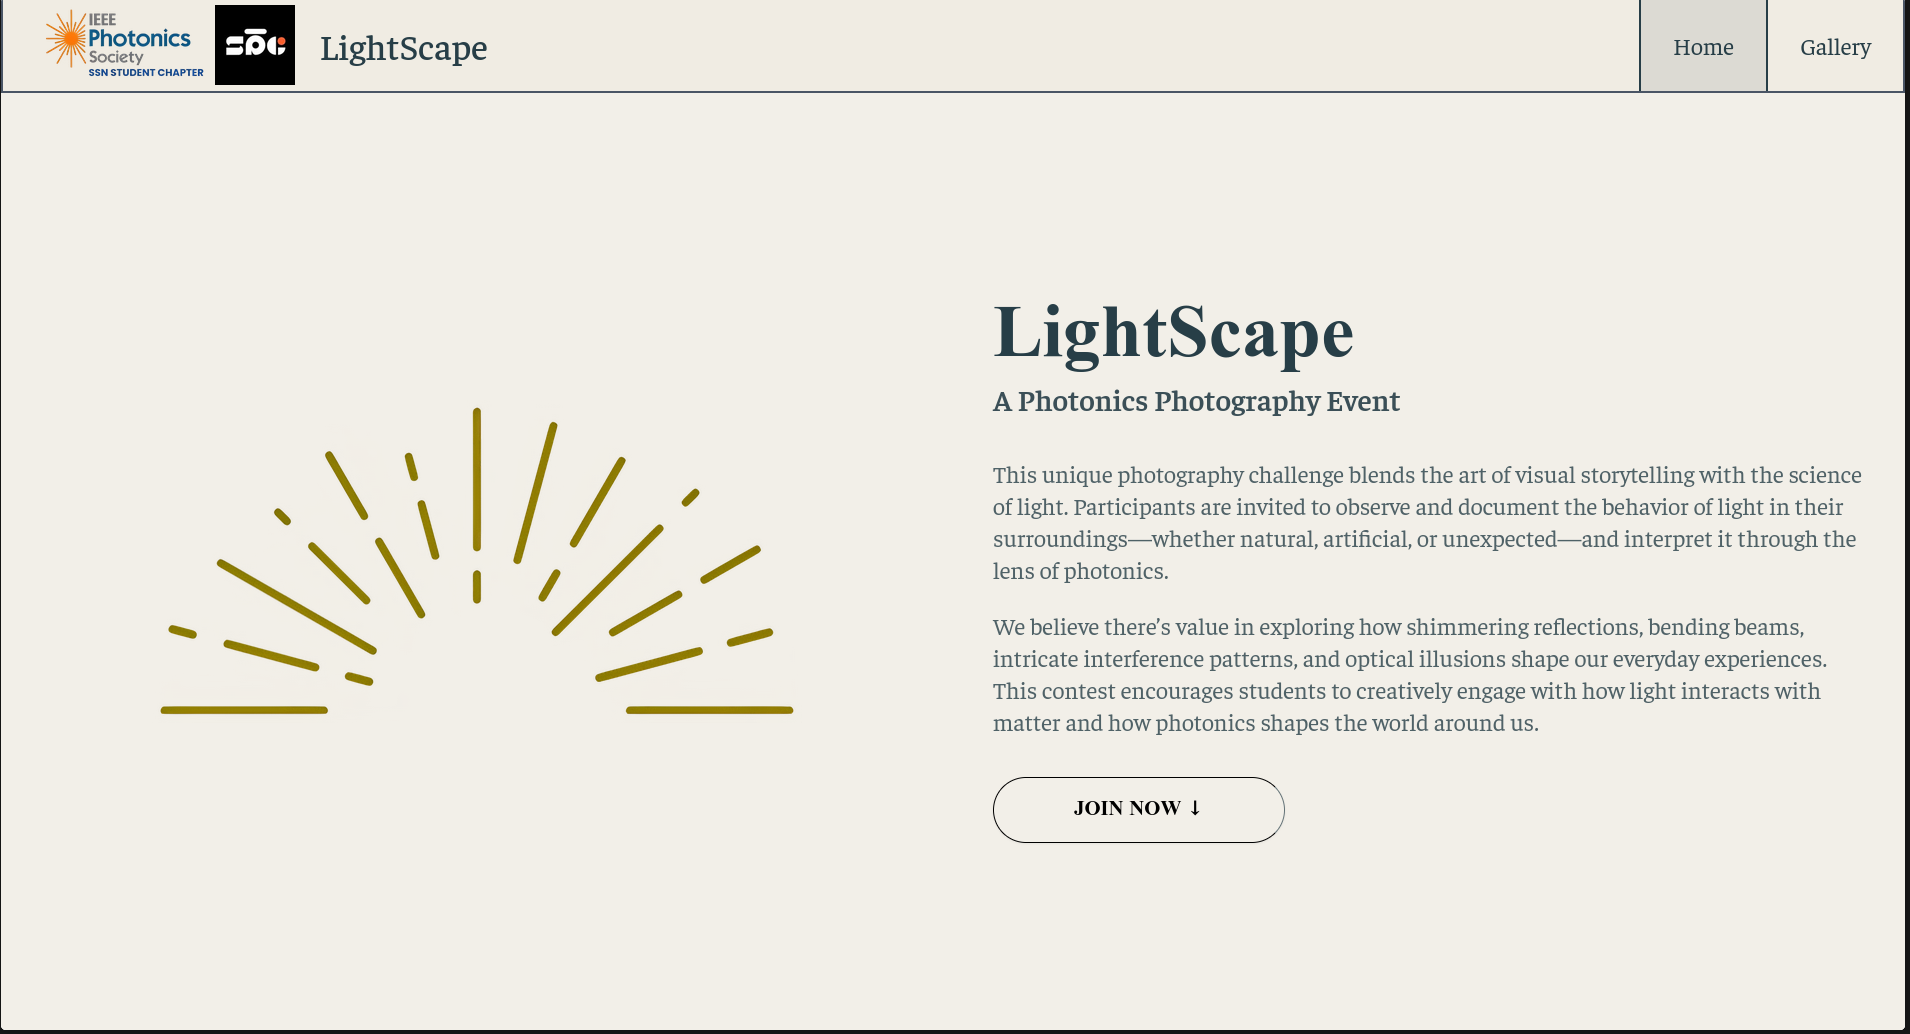 IEEE
Photonics
Society
SSN STUDENT CHAPTER
spc
LightScape
Home
Gallery
LightScape
A Photonics Photography Event
This unique photography challenge blends the art of visual storytelling with the science
of light. Participants are invited to observe and document the behavior of light in their
surroundings—whether natural, artificial, or unexpected—and interpret it through the
lens of photonics.
We believe there’s value in exploring how shimmering reflections, bending beams,
intricate interference patterns, and optical illusions shape our everyday experiences.
This contest encourages students to creatively engage with how light interacts with
matter and how photonics shapes the world around us.
JOIN NOW ↓